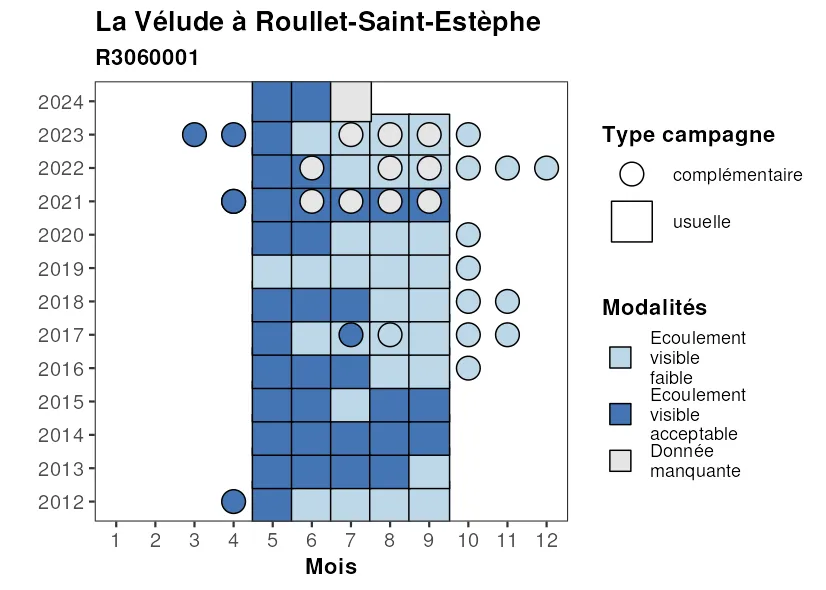 La Vélude à Roullet-Saint-Estèphe
R3060001
2024
2023
2022
2021
2020
2019
2018
2017
2016
2015
2014
2013
2012
1 2 3 4 5 6 7 8 9 10 11 12
Mois
Type campagne
complémentaire
usuelle
Modalités
Ecoulement
visible
faible
Ecoulement
visible
acceptable
Donnée
manquante